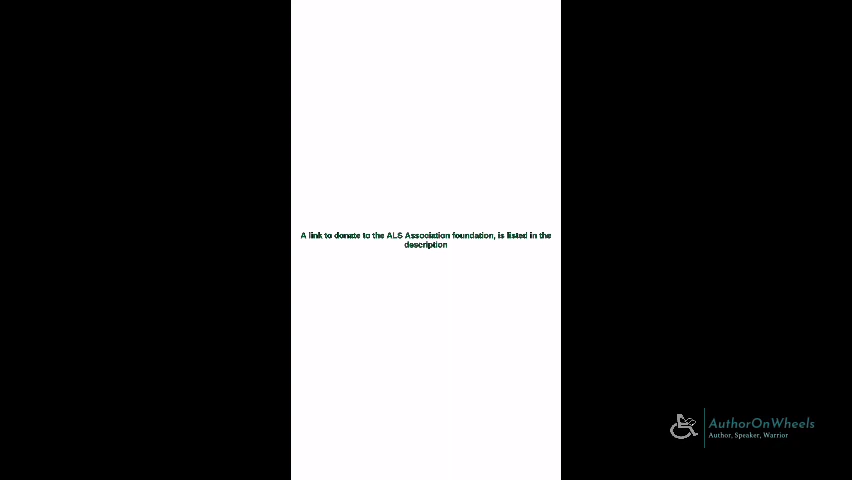 A link to donate to the ALS Association foundation, is listed in the
description
AuthorOnWheels
Author, Speaker, Warrior